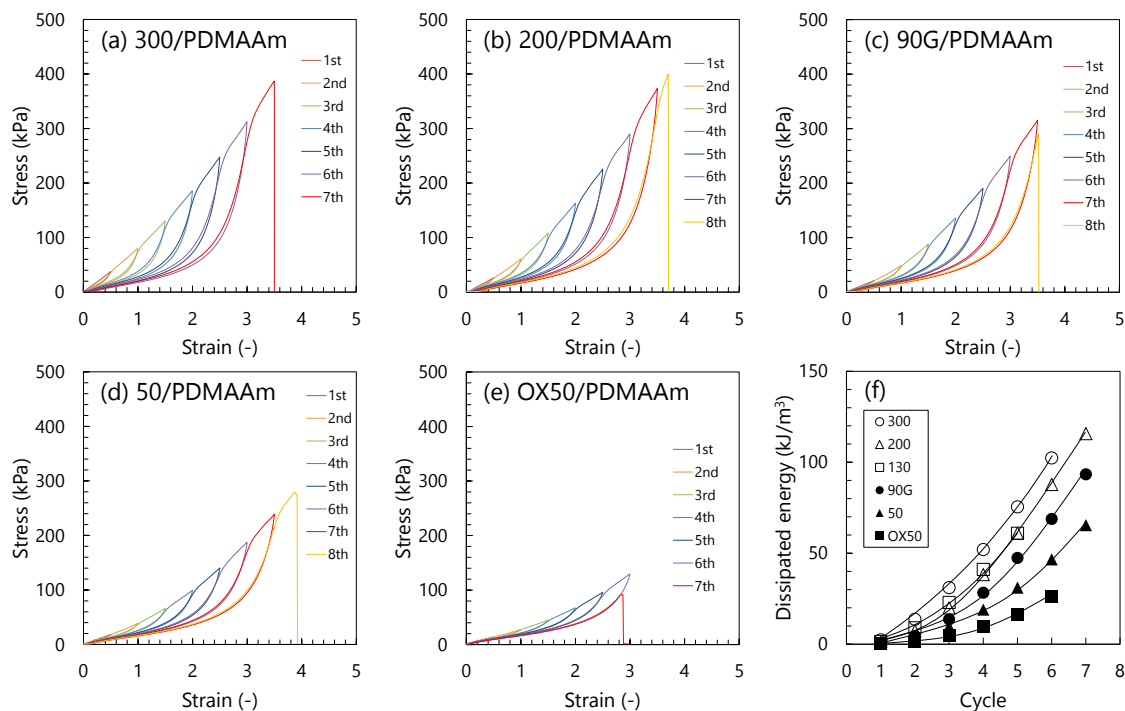 (a) 300/PDMAAm
500
400
300
200
100
0
Stress (kPa)
0 1 2 3 4 5
Strain (-)
1st
2nd
3rd
4th
5th
6th
7th
(b) 200/PDMAAm
500
400
300
200
100
0
Stress (kPa)
0 1 2 3 4 5
Strain (-)
1st
2nd
3rd
4th
5th
6th
7th
8th
(c) 90G/PDMAAm
500
400
300
200
100
0
Stress (kPa)
0 1 2 3 4 5
Strain (-)
1st
2nd
3rd
4th
5th
6th
7th
8th
(d) 50/PDMAAm
500
400
300
200
100
0
Stress (kPa)
0 1 2 3 4 5
Strain (-)
1st
2nd
3rd
4th
5th
6th
7th
8th
(e) OX50/PDMAAm
500
400
300
200
100
0
Stress (kPa)
0 1 2 3 4 5
Strain (-)
1st
2nd
3rd
4th
5th
6th
7th
(f)
150
100
50
0
Dissipated energy (kJ/m³)
0 1 2 3 4 5 6 7 8
Cycle
300
200
130
90G
50
OX50